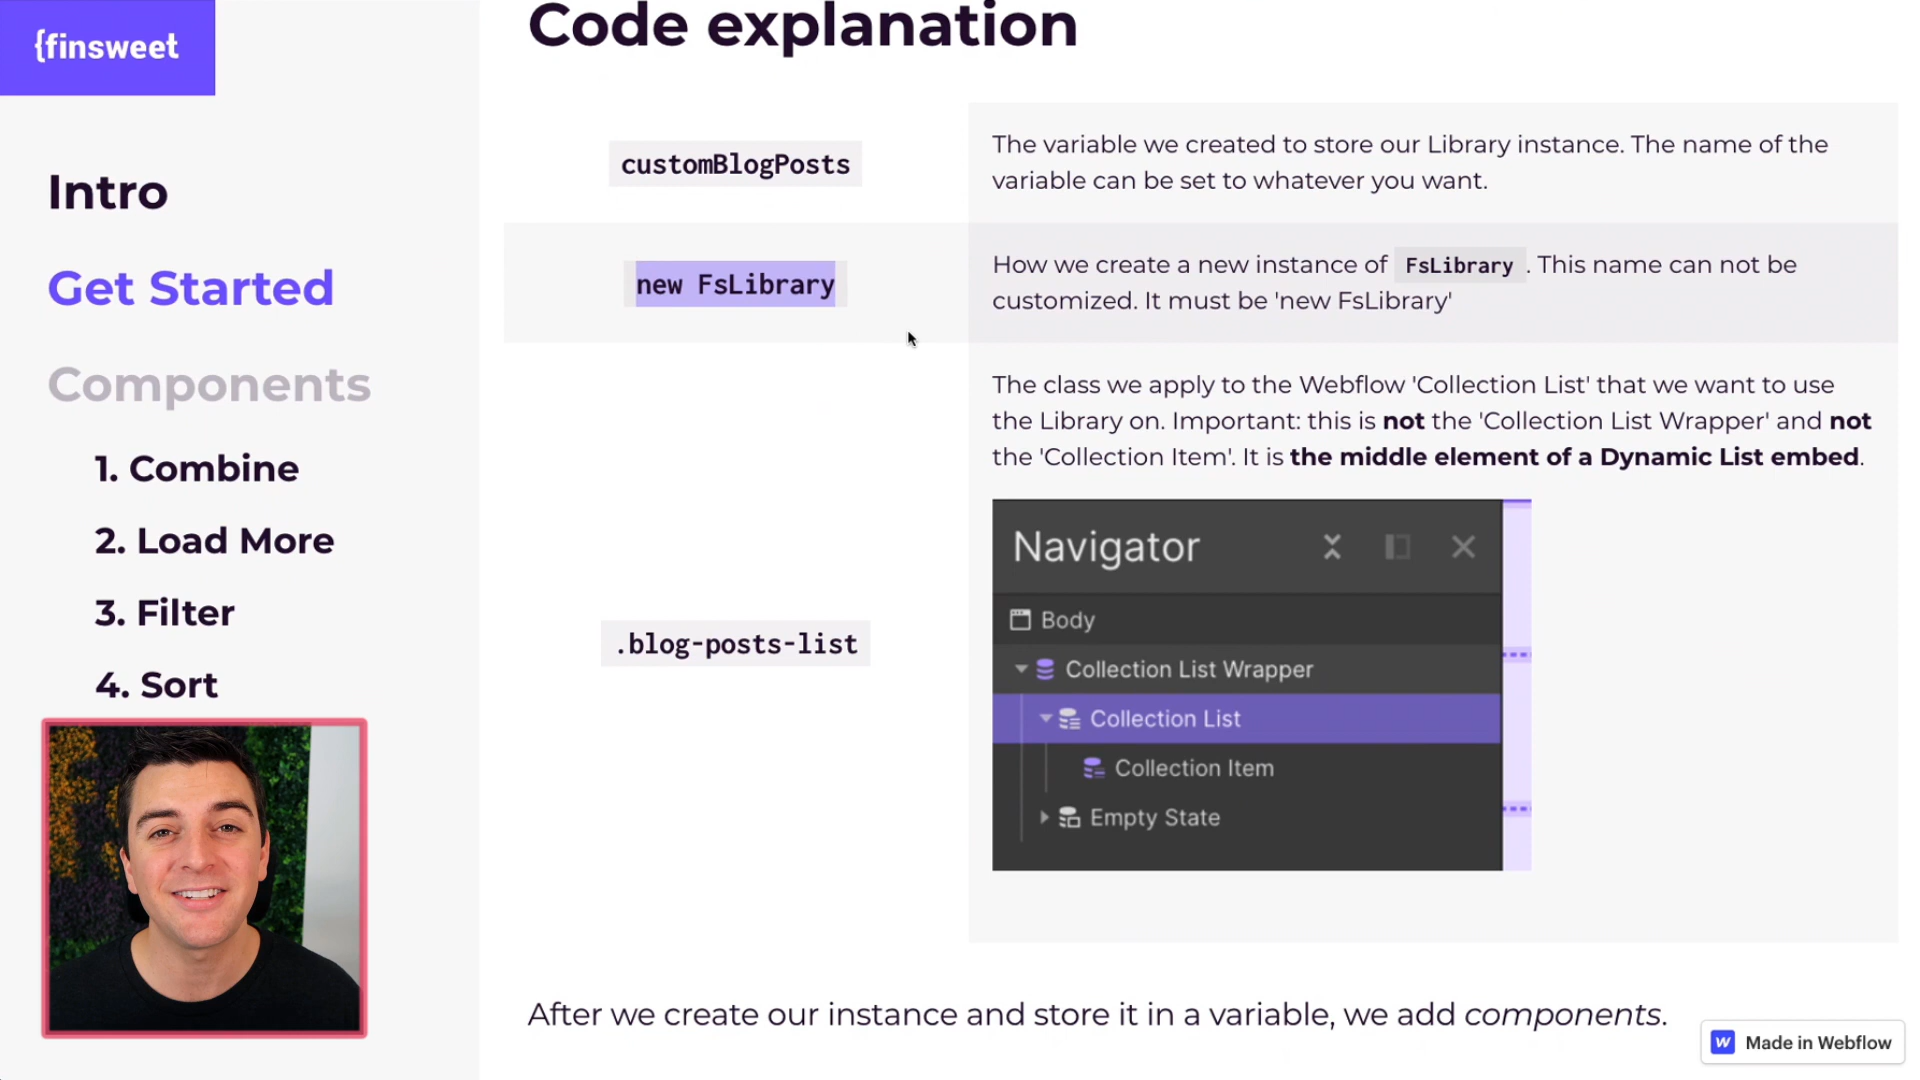 {finsweet
Intro
Get Started
Components
1. Combine
2. Load More
3. Filter
4. Sort
Code explanation
customBlogPosts
The variable we created to store our Library instance. The name of the
variable can be set to whatever you want.
new FsLibrary
How we create a new instance of FsLibrary . This name can not be
customized. It must be 'new FsLibrary'
.blog-posts-list
The class we apply to the Webflow 'Collection List' that we want to use
the Library on. Important: this is not the 'Collection List Wrapper' and not
the 'Collection Item'. It is the middle element of a Dynamic List embed.
Navigator
Body
Collection List Wrapper
Collection List
Collection Item
Empty State
After we create our instance and store it in a variable, we add components.
W Made in Webflow